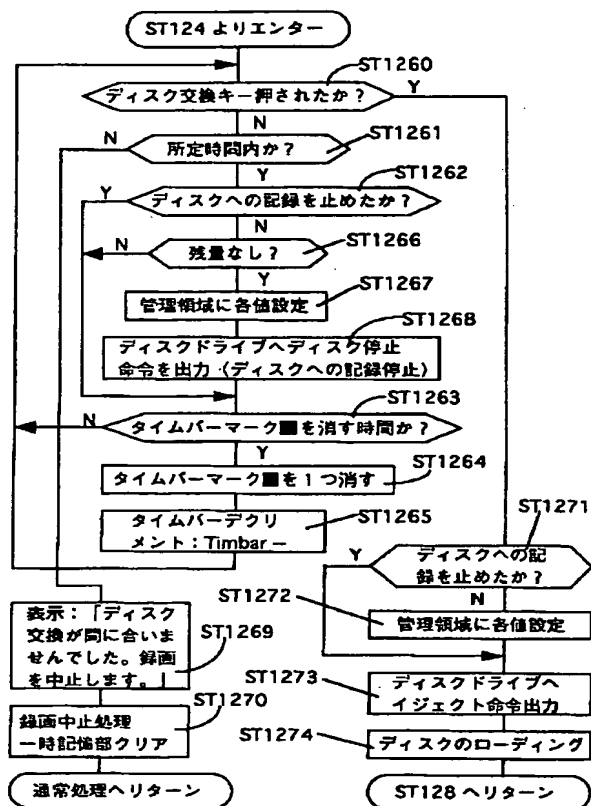 ST124 よりエンター
ST1260
ディスク交換キー押されたか?
Y
N
ST1261
N
所定時間内か?
Y
ST1262
Y
ディスクへの記録を止めたか?
N
ST1266
N
残量なし?
Y
ST1267
管理領域に各値設定
ST1268
ディスクドライブへディスク停止
命令を出力(ディスクへの記録停止)
ST1263
N
タイムバーマーク■を消す時間か?
Y
ST1264
タイムバーマーク■を1つ消す
ST1265
タイムバーデクリ
メント:Timbar −
ST1271
Y
ディスクへの記
録を止めたか?
N
ST1272
管理領域に各値設定
表示:「ディスク
交換が間に合いま
せんでした。録画
を中止します。」
ST1269
ST1273
ディスクドライブへ
イジェクト命令出力
ST1270
録画中止処理
一時記憶部クリア
ST1274
ディスクのローディング
通常処理へリターン
ST128 へリターン